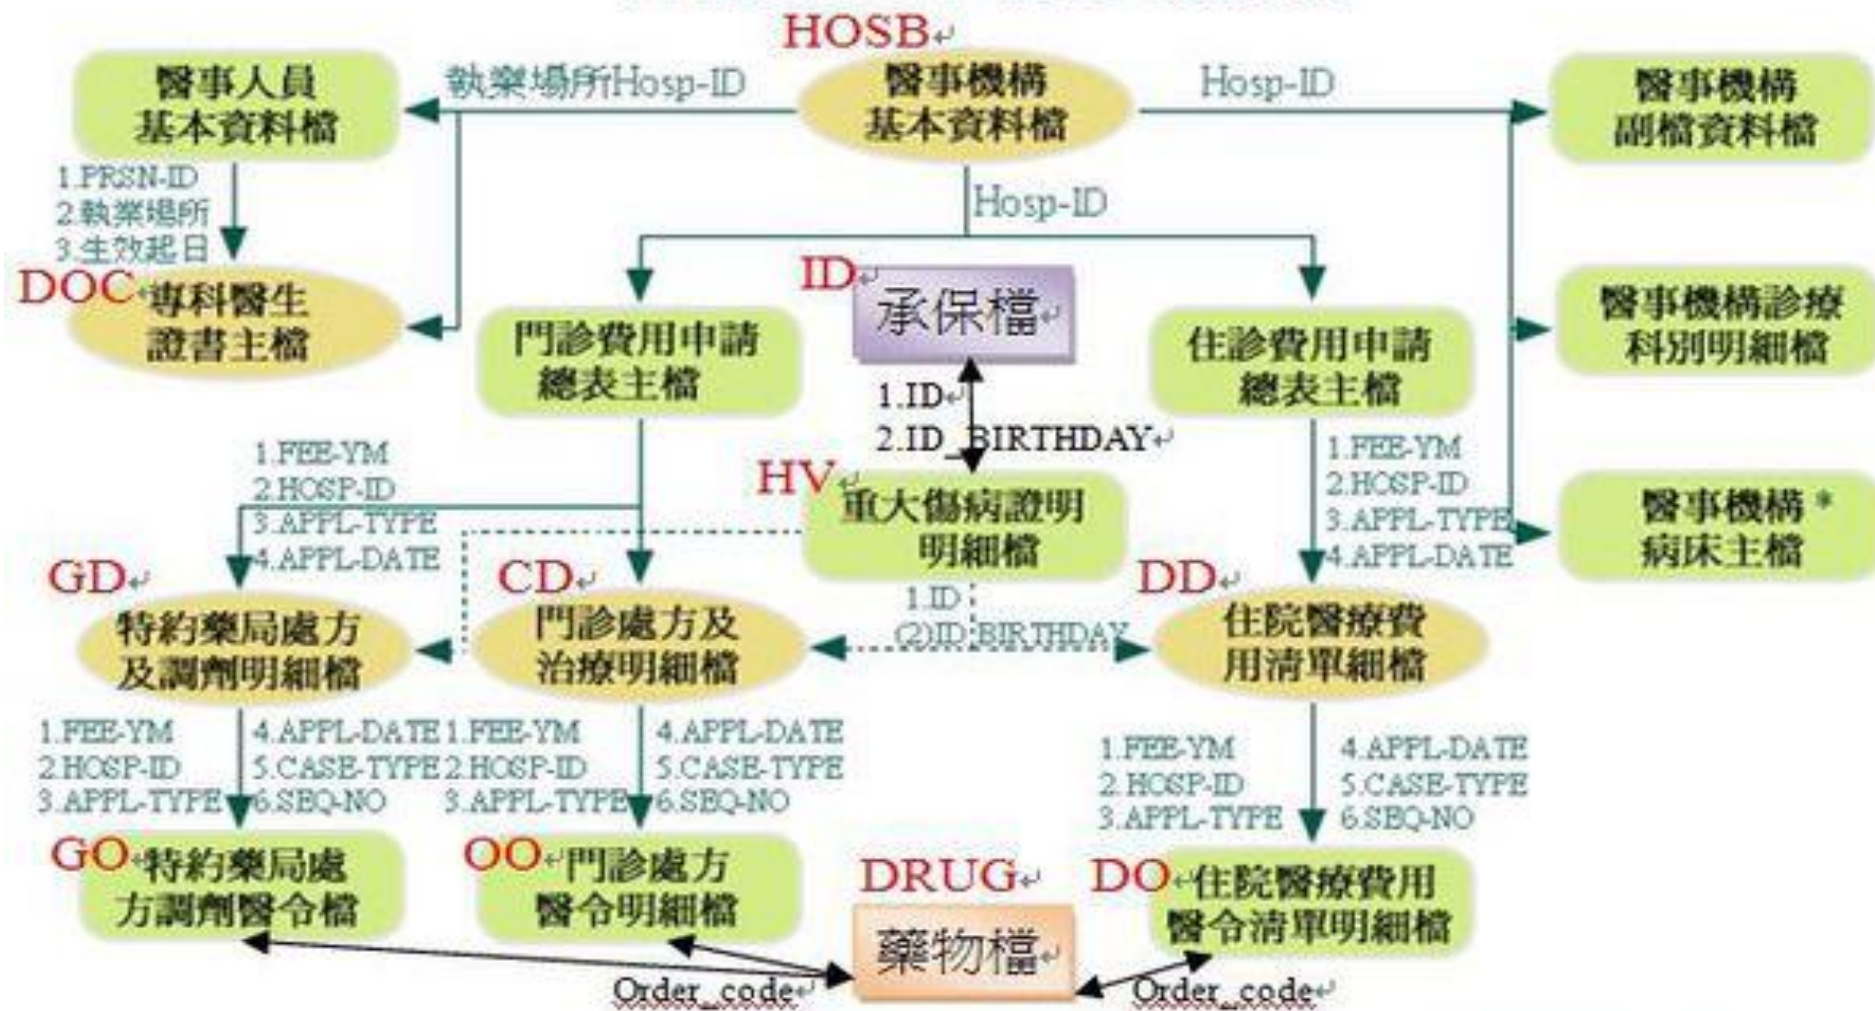 HOSB↵
醫事人員
基本資料檔
執業場所Hosp-ID
醫事機構
基本資料檔
Hosp-ID
醫事機構
副檔資料檔
1.PRSN-ID
2.執業場所
3.生效起日
Hosp-ID
DOC↵
專科醫生
證書主檔
門診費用申請
總表主檔
ID↵
承保檔↵
1.ID↵
2.ID_BIRTHDAY↵
住診費用申請
總表主檔
醫事機構診療
科別明細檔
1.FEE-YM
2.HOSP-ID
3.APPL-TYPE
4.APPL-DATE
HV↵
重大傷病證明
明細檔
1.FEE-YM
2.HOSP-ID
3.APPL-TYPE
4.APPL-DATE
醫事機構 *
病床主檔
GD↵
特約藥局處方
及調劑明細檔
CD↵
門診處方及
治療明細檔
1.ID
(2)ID_BIRTHDAY
DD↵
住院醫療費
用清單細檔
1.FEE-YM
2.HOSP-ID
3.APPL-TYPE
4.APPL-DATE
5.CASE-TYPE
6.SEQ-NO
1.FEE-YM
2.HOSP-ID
3.APPL-TYPE
4.APPL-DATE
5.CASE-TYPE
6.SEQ-NO
1.FEE-YM
2.HOSP-ID
3.APPL-TYPE
4.APPL-DATE
5.CASE-TYPE
6.SEQ-NO
GO↵
特約藥局處
方調劑醫令檔
OO↵
門診處方
醫令明細檔
DRUG↵
藥物檔↵
DO↵
住院醫療費用
醫令清單明細檔
Order_code↵
Order_code↵